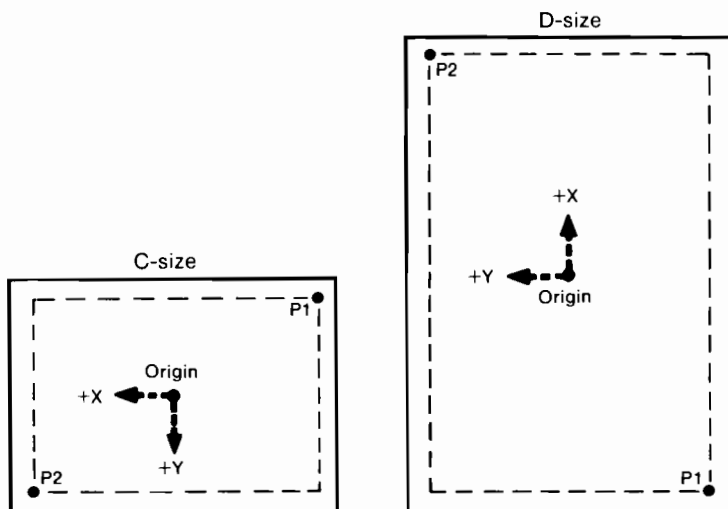 C-size
P1
Origin
+X
+Y
P2
D-size
P2
+X
+Y
Origin
P1